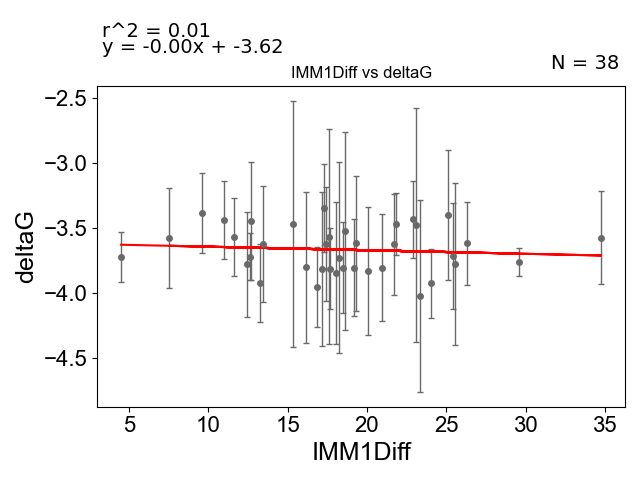 r^2 = 0.01
y = -0.00x + -3.62
N = 38
IMM1Diff vs deltaG
−2.5
−3.0
−3.5
−4.0
−4.5
deltaG
5 10 15 20 25 30 35
IMM1Diff